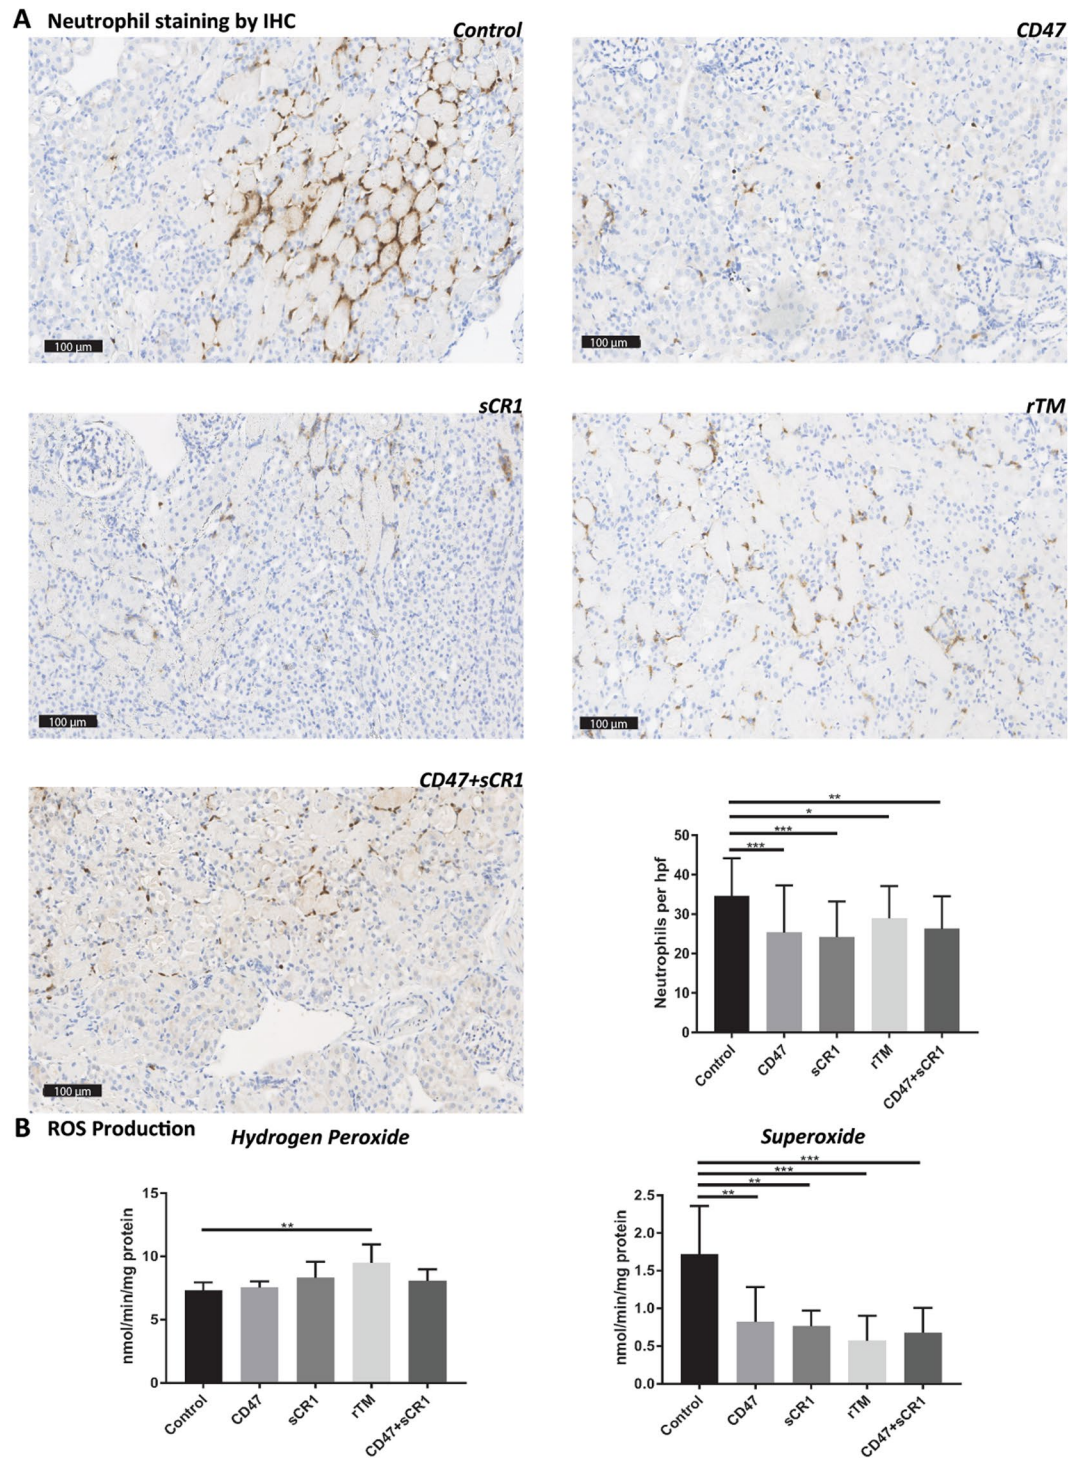 A Neutrophil staining by IHC
Control
CD47
100 µm
100 µm
sCR1
rTM
100 µm
100 µm
CD47+sCR1
100 µm
**
*
***
***
Neutrophils per hpf
50
40
30
20
10
0
Control
CD47
sCR1
rTM
CD47+sCR1
B ROS Production
Hydrogen Peroxide
**
nmol/min/mg protein
15
10
5
0
Control
CD47
sCR1
rTM
CD47+sCR1
Superoxide
***
***
**
**
nmol/min/mg protein
2.5
2.0
1.5
1.0
0.5
0.0
Control
CD47
sCR1
rTM
CD47+sCR1